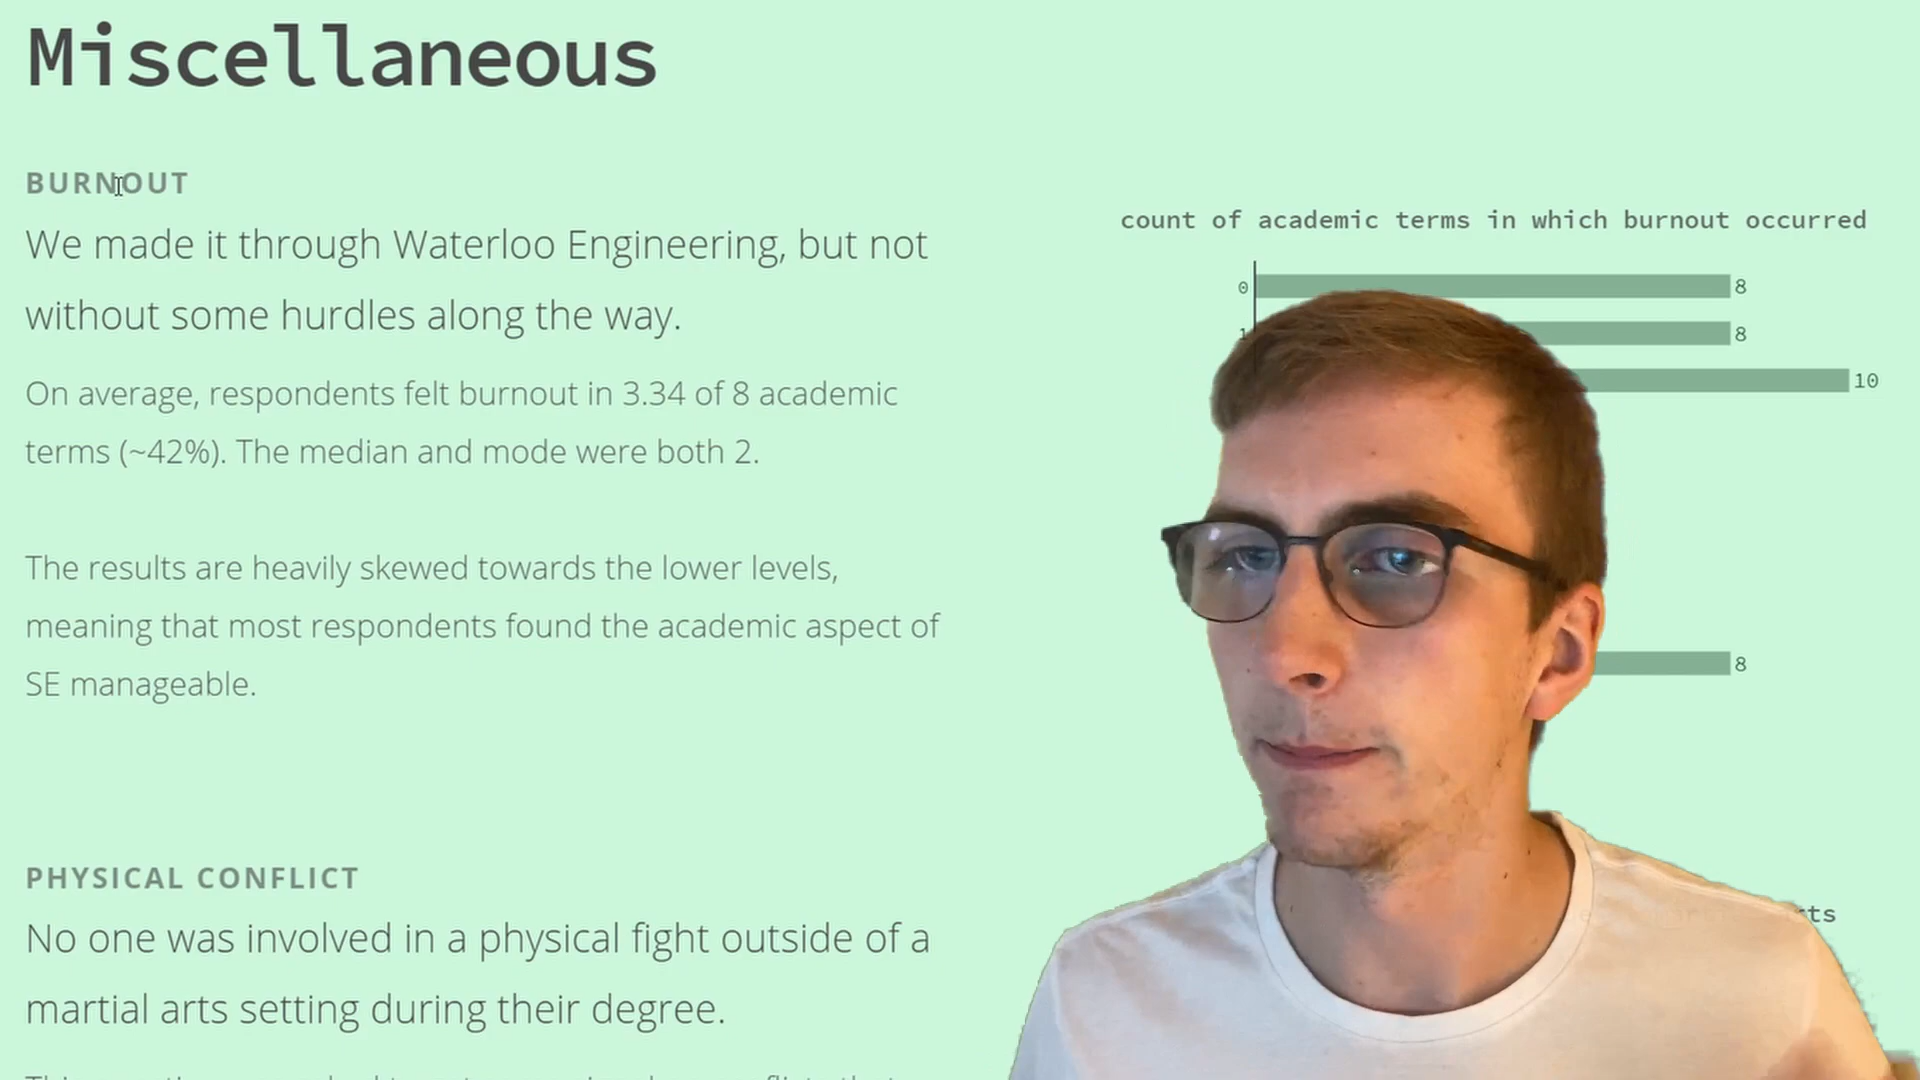 Miscellaneous
BURNOUT
We made it through Waterloo Engineering, but not
without some hurdles along the way.
On average, respondents felt burnout in 3.34 of 8 academic
terms (~42%). The median and mode were both 2.
The results are heavily skewed towards the lower levels,
meaning that most respondents found the academic aspect of
SE manageable.
PHYSICAL CONFLICT
No one was involved in a physical fight outside of a
martial arts setting during their degree.
count of academic terms in which burnout occurred
0 8
1 8
10
8